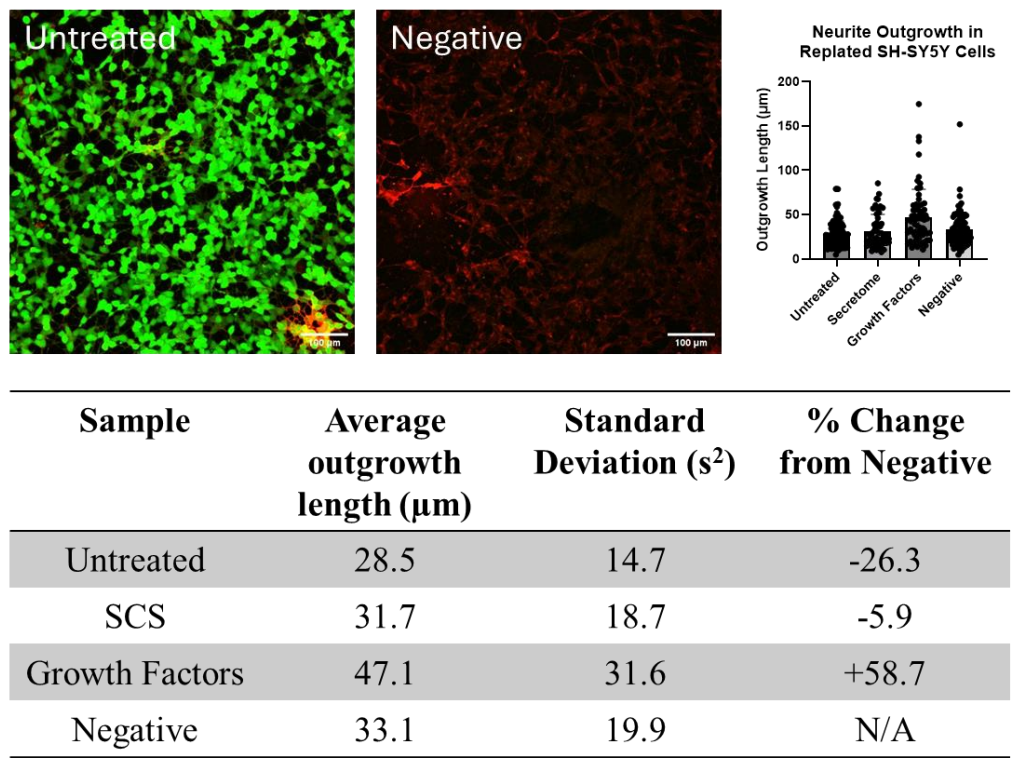 Untreated
100 µm
Negative
100 µm
Neurite Outgrowth in
Replated SH-SY5Y Cells
Outgrowth Length (µm)
200
150
100
50
0
Untreated
Secretome
Growth Factors
Negative
Sample Average outgrowth length (µm) Standard Deviation (s²) % Change from Negative
Untreated 28.5 14.7 -26.3
SCS 31.7 18.7 -5.9
Growth Factors 47.1 31.6 +58.7
Negative 33.1 19.9 N/A